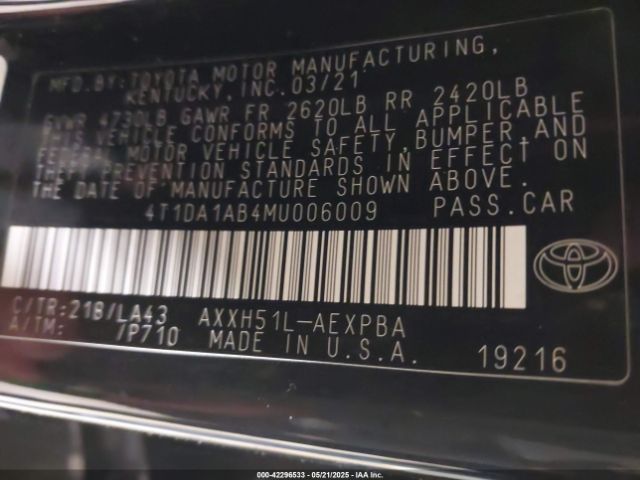 MFD.BY:TOYOTA MOTOR MANUFACTURING,
KENTUCKY,INC.03/21
GVWR 4730LB GAWR FR 2620LB RR 2420LB
THIS VEHICLE CONFORMS TO ALL APPLICABLE
FEDERAL MOTOR VEHICLE SAFETY,BUMPER,AND
THEFT PREVENTION STANDARDS IN EFFECT ON
THE DATE OF MANUFACTURE SHOWN ABOVE.
4T1DA1AB4MU006009 PASS.CAR
C/TR:218/LA43 AXXH51L-AEXPBA
A/TM: /P710 MADE IN U.S.A. 19216
000-42296533 - 05/21/2025 - IAA Inc.